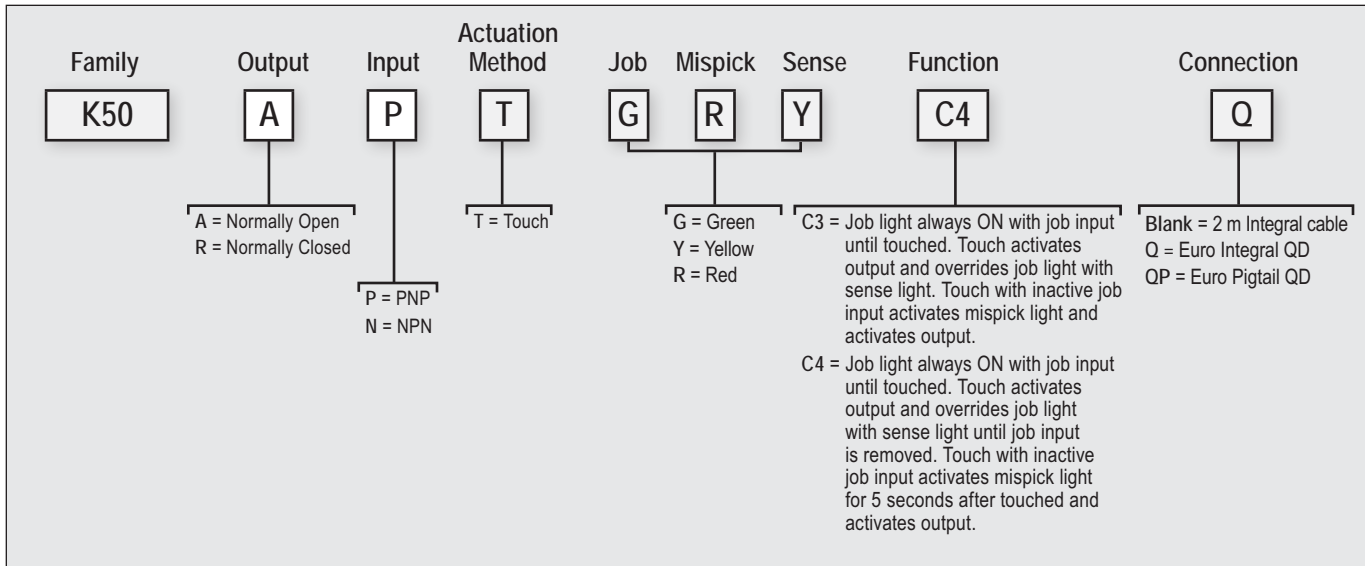 Actuation
Family Output Input Method Job Mispick Sense Function Connection
K50 A P T G R Y C4 Q
A = Normally Open
R = Normally Closed
P = PNP
N = NPN
T = Touch
G = Green
Y = Yellow
R = Red
C3 = Job light always ON with job input
until touched. Touch activates
output and overrides job light with
sense light. Touch with inactive job
input activates mispick light and
activates output.
C4 = Job light always ON with job input
until touched. Touch activates
output and overrides job light
with sense light until job input
is removed. Touch with inactive
job input activates mispick light
for 5 seconds after touched and
activates output.
Blank = 2 m Integral cable
Q = Euro Integral QD
QP = Euro Pigtail QD